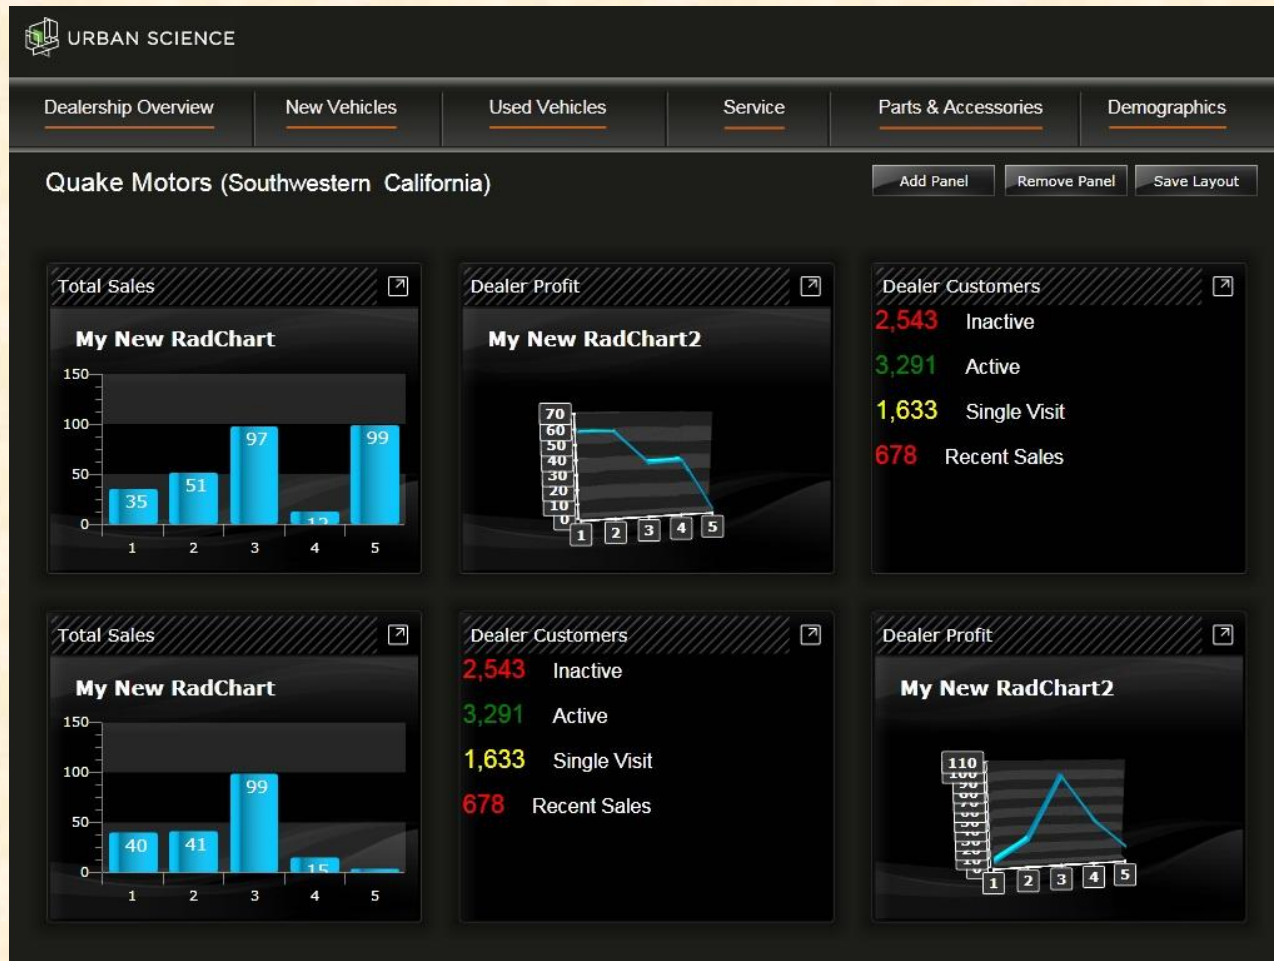 URBAN SCIENCE
Dealership Overview
New Vehicles
Used Vehicles
Service
Parts & Accessories
Demographics
Quake Motors (Southwestern California)
Add Panel
Remove Panel
Save Layout
Total Sales
My New RadChart
150
100
50
0
35
51
97
99
1 2 3 4 5
Dealer Profit
My New RadChart2
70
60
50
40
30
20
10
0
1 2 3 4 5
Dealer Customers
2,543 Inactive
3,291 Active
1,633 Single Visit
678 Recent Sales
Total Sales
My New RadChart
150
100
50
0
40
41
99
15
1 2 3 4 5
Dealer Customers
2,543 Inactive
3,291 Active
1,633 Single Visit
678 Recent Sales
Dealer Profit
My New RadChart2
110
100
10
1 2 3 4 5